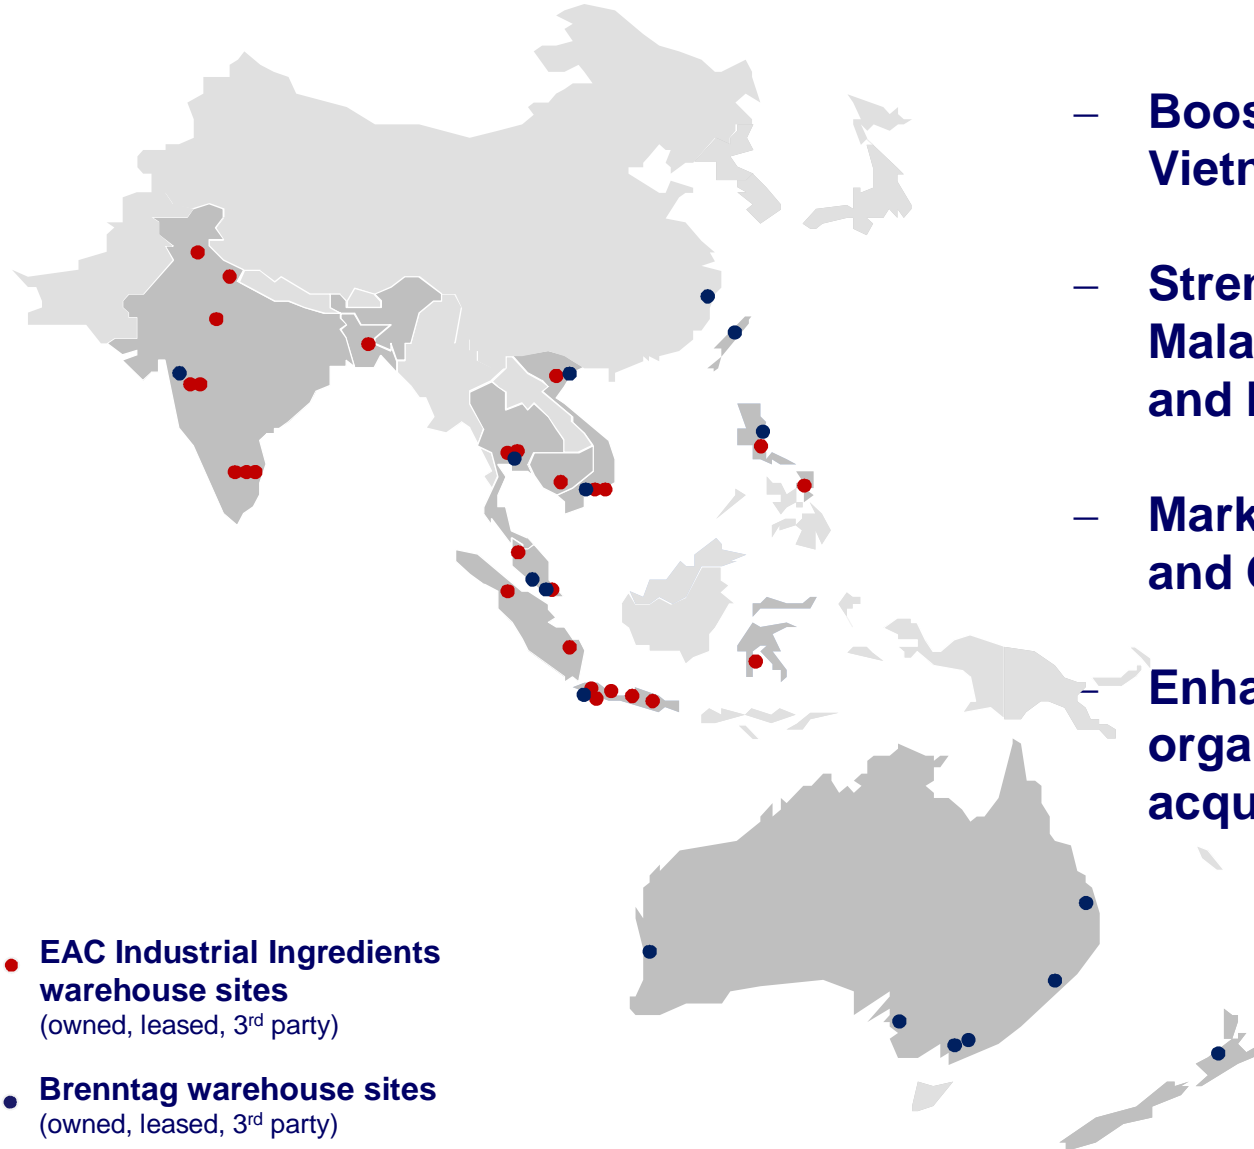 – Boos
Vietn
– Stren
Mala
and
– Mark
and
– Enha
orga
acqu
EAC Industrial Ingredients
warehouse sites
(owned, leased, 3rd party)
Brenntag warehouse sites
(owned, leased, 3rd party)